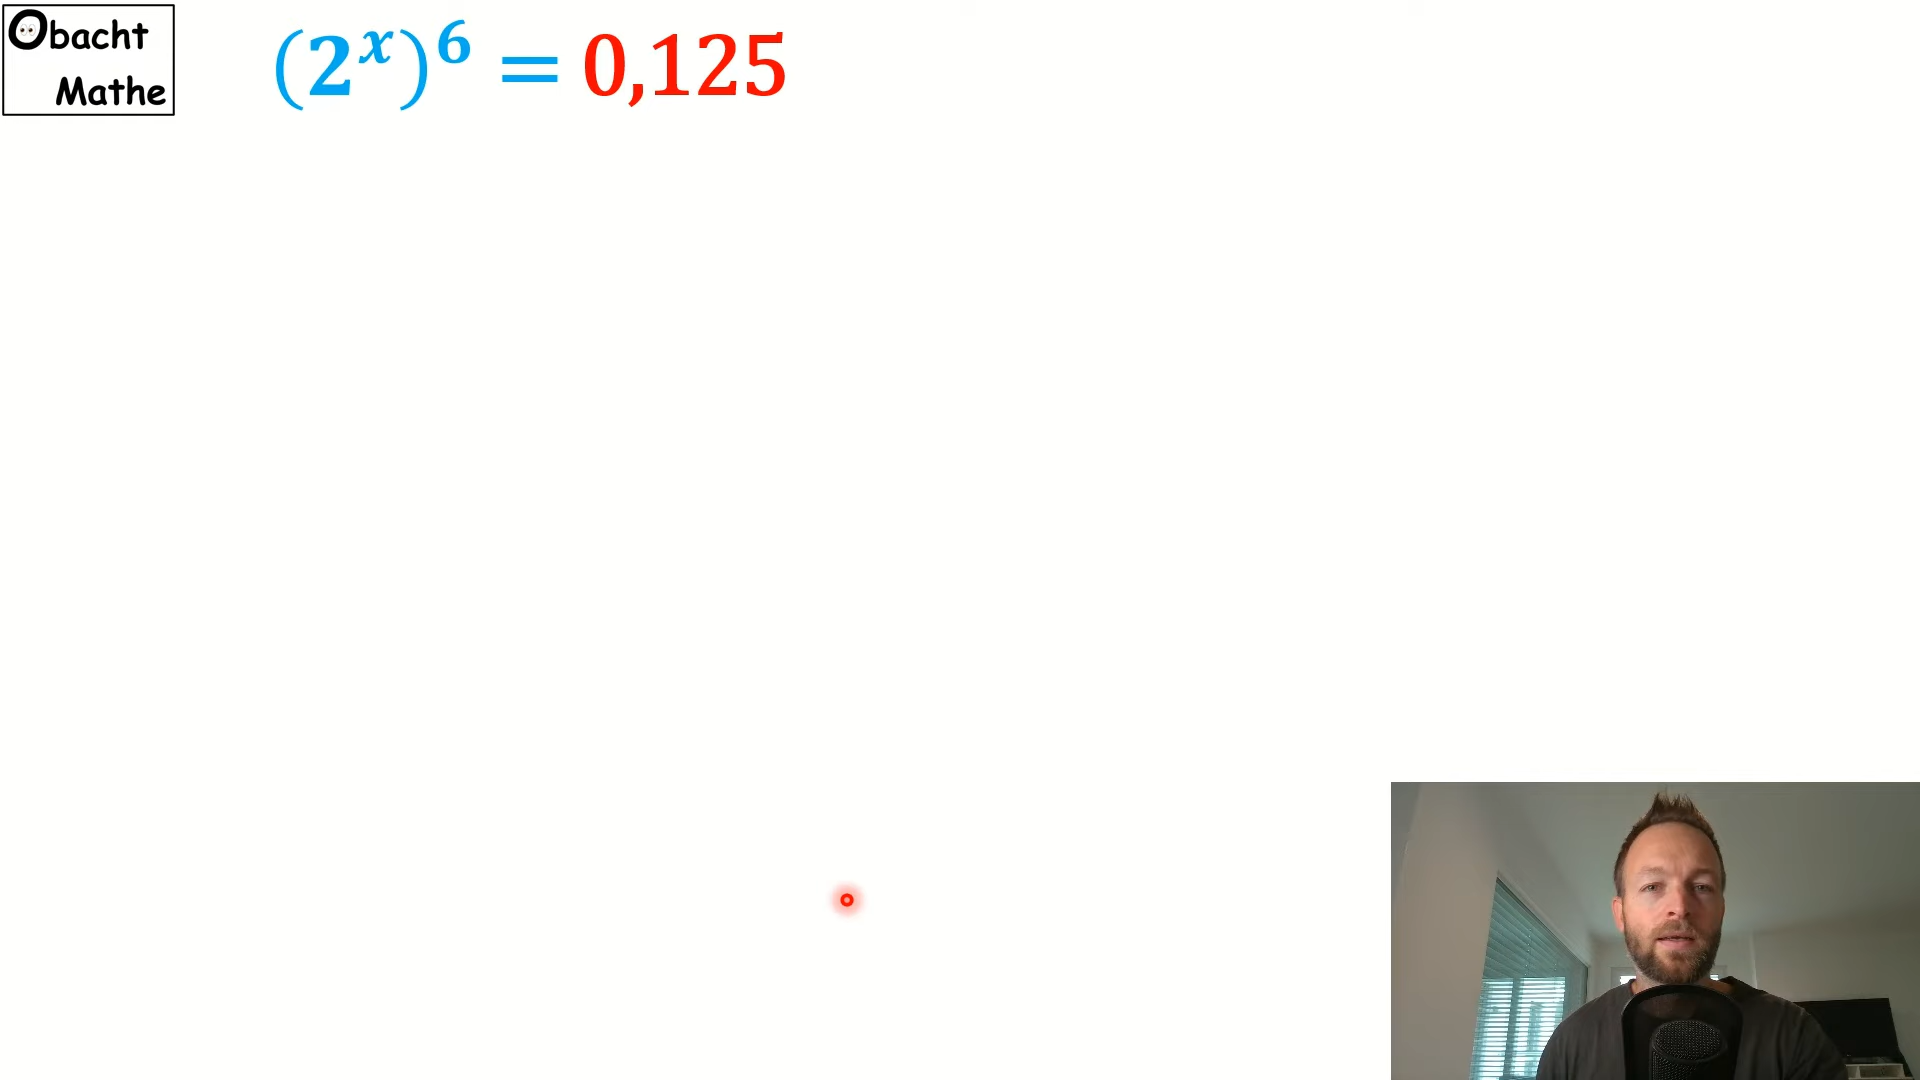 Obacht
Mathe
(2^x)^6 = 0,125